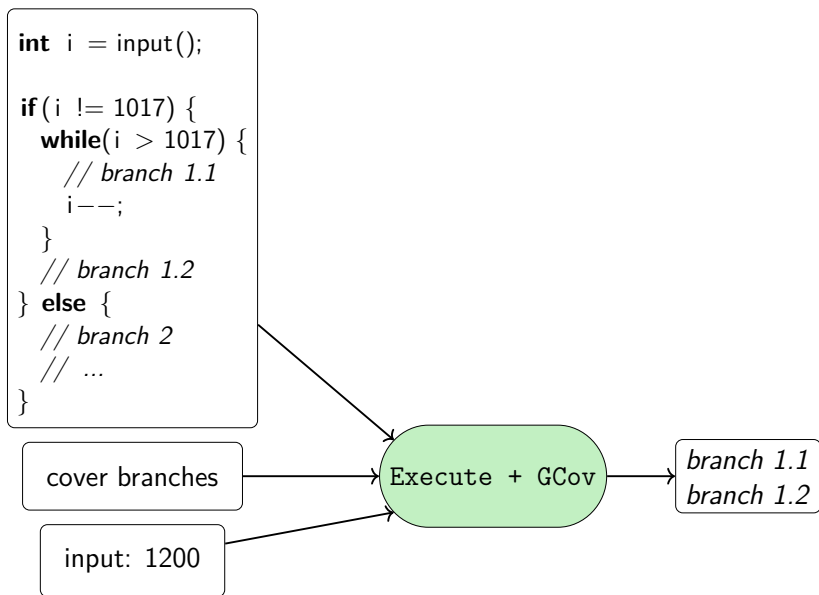 int i = input();
if(i != 1017) {
while(i > 1017) {
// branch 1.1
i--;
}
// branch 1.2
} else {
// branch 2
// ...
}
cover branches
input: 1200
Execute + GCov
branch 1.1
branch 1.2